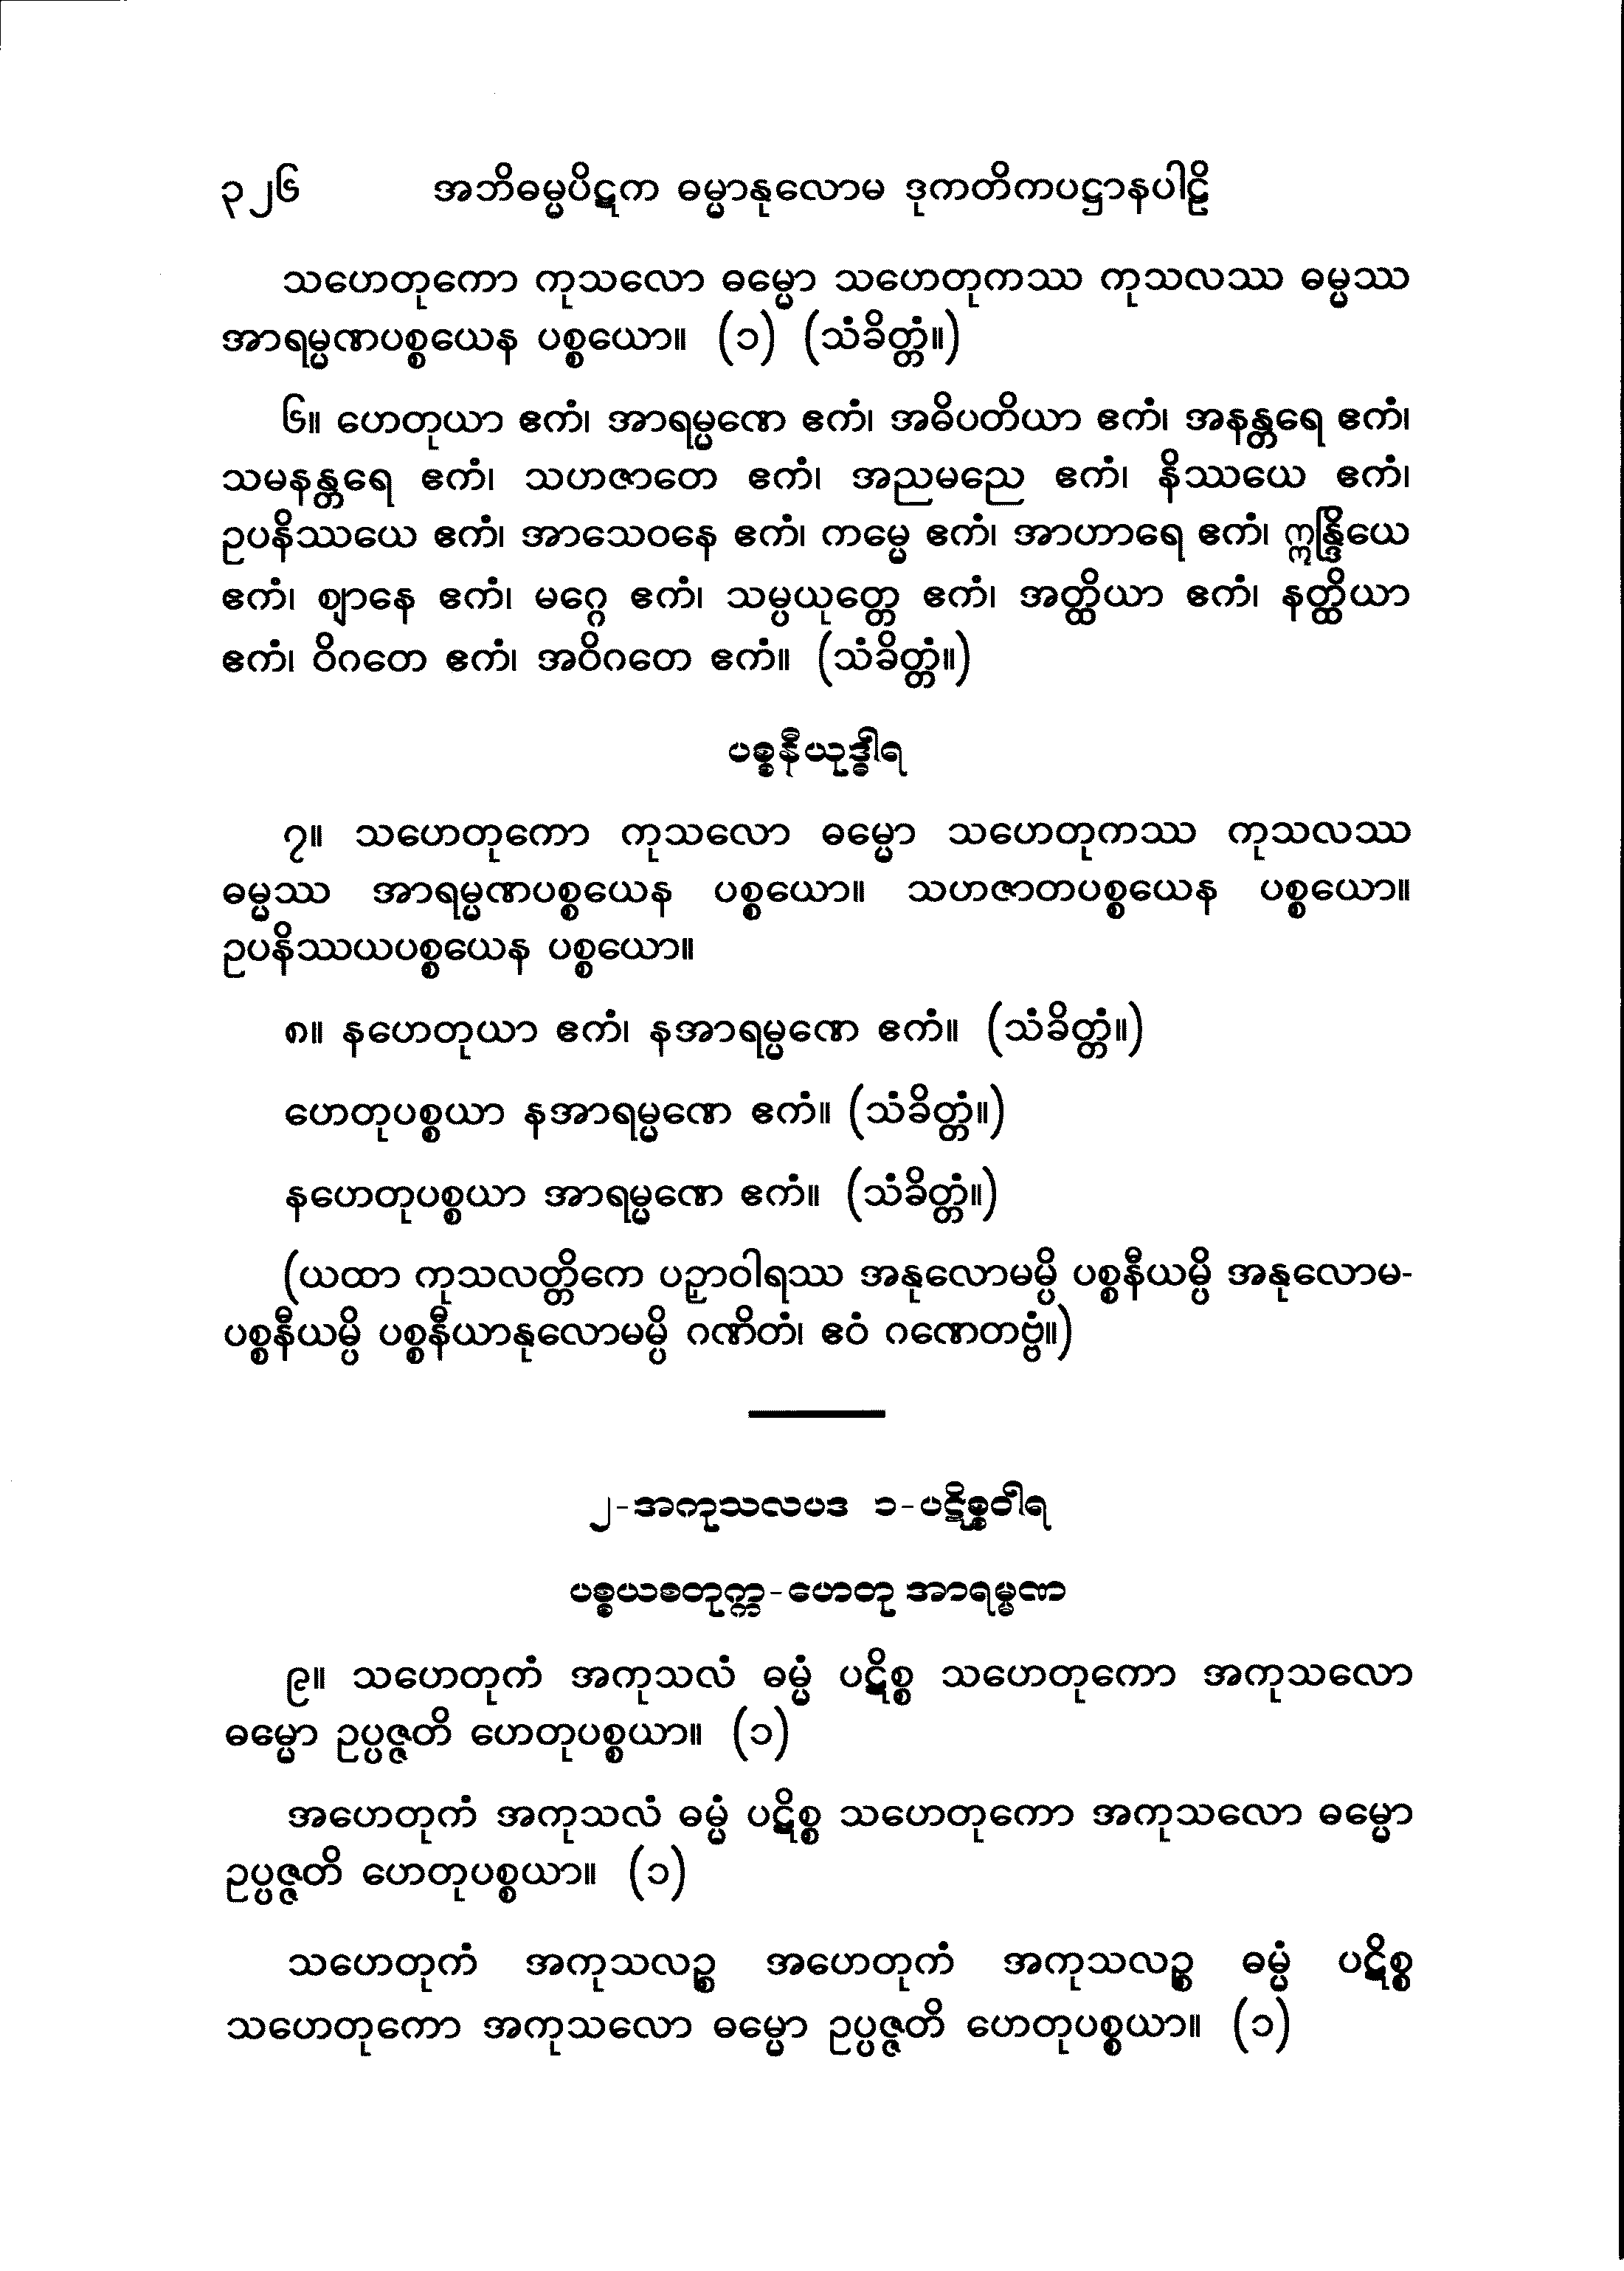 ၃၂၆ အဘိဓမ္မပိဋက ဓမ္မာနုလောမ ဒုကတိကပဋ္ဌာနပါဠိ
သဟေတုကော ကုသလော ဓမ္မော သဟေတုကဿ ကုသလဿ ဓမ္မဿ
အာရမ္မဏပစ္စယေန ပစ္စယော။ (၁) (သံခိတ္တံ။)
၆။ ဟေတုယာ ဧကံ၊ အာရမ္မဏေ ဧကံ၊ အဓိပတိယာ ဧကံ၊ အနန္တရေ ဧကံ၊
သမနန္တရေ ဧကံ၊ သဟဇာတေ ဧကံ၊ အညမညေ ဧကံ၊ နိဿယေ ဧကံ၊
ဥပနိဿယေ ဧကံ၊ အာသေဝနေ ဧကံ၊ ကမ္မေ ဧကံ၊ အာဟာရေ ဧကံ၊ ဣန္ဒြိယေ
ဧကံ၊ ဈာနေ ဧကံ၊ မဂ္ဂေ ဧကံ၊ သမ္ပယုတ္တေ ဧကံ၊ အတ္ထိယာ ဧကံ၊ နတ္ထိယာ
ဧကံ၊ ဝိဂတေ ဧကံ၊ အဝိဂတေ ဧကံ။ (သံခိတ္တံ။)
ပစ္စနီယုဒ္ဓါရ
၇။ သဟေတုကော ကုသလော ဓမ္မော သဟေတုကဿ ကုသလဿ
ဓမ္မဿ အာရမ္မဏပစ္စယေန ပစ္စယော။ သဟဇာတပစ္စယေန ပစ္စယော။
ဥပနိဿယပစ္စယေန ပစ္စယော။
၈။ နဟေတုယာ ဧကံ၊ နအာရမ္မဏေ ဧကံ။ (သံခိတ္တံ။)
ဟေတုပစ္စယာ နအာရမ္မဏေ ဧကံ။ (သံခိတ္တံ။)
နဟေတုပစ္စယာ အာရမ္မဏေ ဧကံ။ (သံခိတ္တံ။)
(ယထာ ကုသလတ္တိကေ ပဉှာဝါရဿ အနုလောမမ္ပိ ပစ္စနီယမ္ပိ အနုလောမ-
ပစ္စနီယမ္ပိ ပစ္စနီယာနုလောမမ္ပိ ဂဏိတံ၊ ဧဝံ ဂဏေတဗ္ဗံ။)
၂-အကုသလပဒ ၁-ပဋိစ္စဝါရ
ပစ္စယစတုက္က-ဟေတု အာရမ္မဏ
၉။ သဟေတုကံ အကုသလံ ဓမ္မံ ပဋိစ္စ သဟေတုကော အကုသလော
ဓမ္မော ဥပ္ပဇ္ဇတိ ဟေတုပစ္စယာ။ (၁)
အဟေတုကံ အကုသလံ ဓမ္မံ ပဋိစ္စ သဟေတုကော အကုသလော ဓမ္မော
ဥပ္ပဇ္ဇတိ ဟေတုပစ္စယာ။ (၁)
သဟေတုကံ အကုသလဉ္စ အဟေတုကံ အကုသလဉ္စ ဓမ္မံ ပဋိစ္စ
သဟေတုကော အကုသလော ဓမ္မော ဥပ္ပဇ္ဇတိ ဟေတုပစ္စယာ။ (၁)